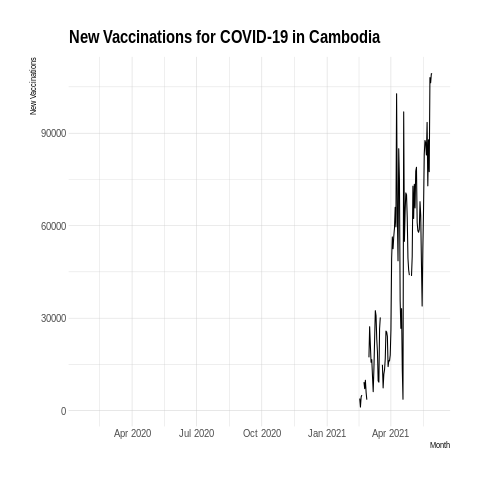 New Vaccinations for COVID-19 in Cambodia
New Vaccinations
90000
60000
30000
0
Apr 2020 Jul 2020 Oct 2020 Jan 2021 Apr 2021
Month